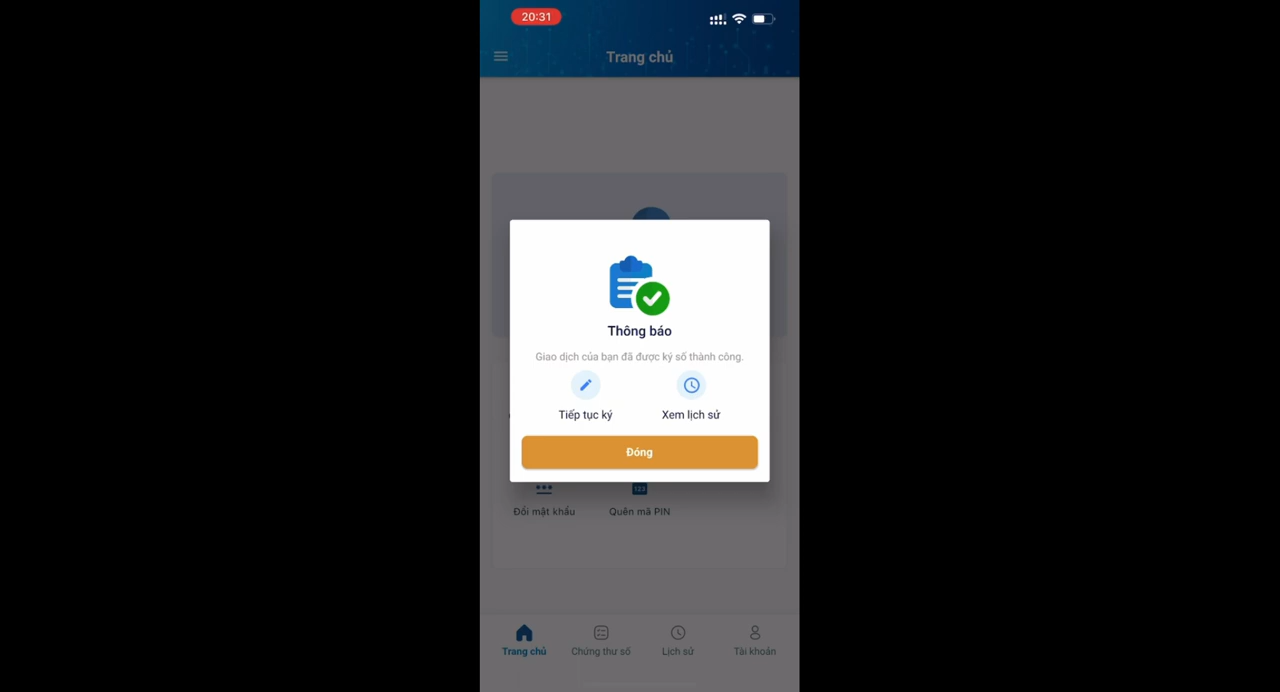 20:31
Trang chủ
Thông báo
Giao dịch của bạn đã được ký số thành công.
Tiếp tục ký
Xem lịch sử
Đóng
123
Đổi mật khẩu
Quên mã PIN
Trang chủ
Chứng thư số
Lịch sử
Tài khoản